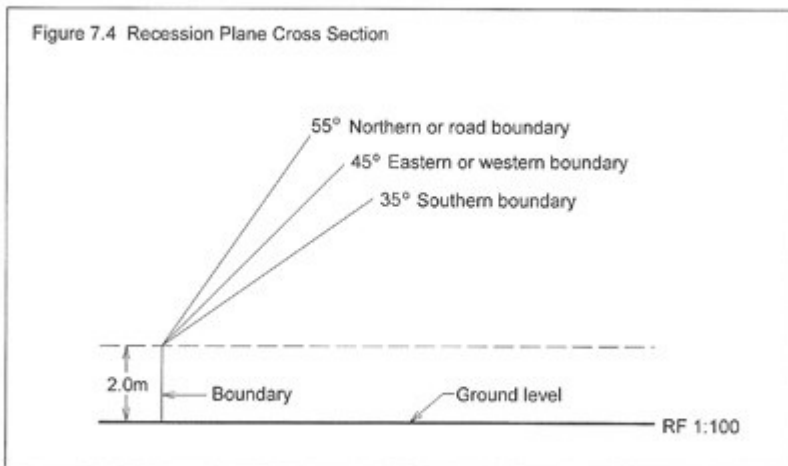 Figure 7.4 Recession Plane Cross Section
55° Northern or road boundary
45° Eastern or western boundary
35° Southern boundary
2.0m
Boundary
Ground level
RF 1:100